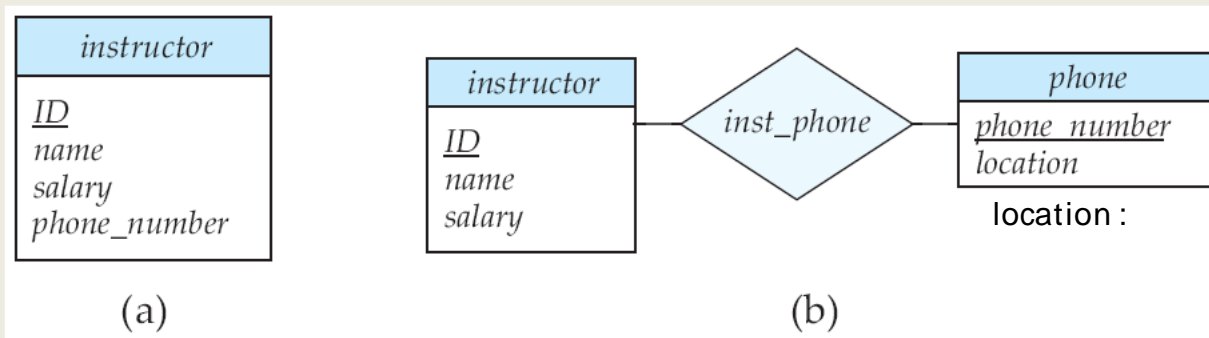 instructor
ID
name
salary
phone_number
(a)
instructor
ID
name
salary
inst_phone
phone
phone_number
location
location :
(b)